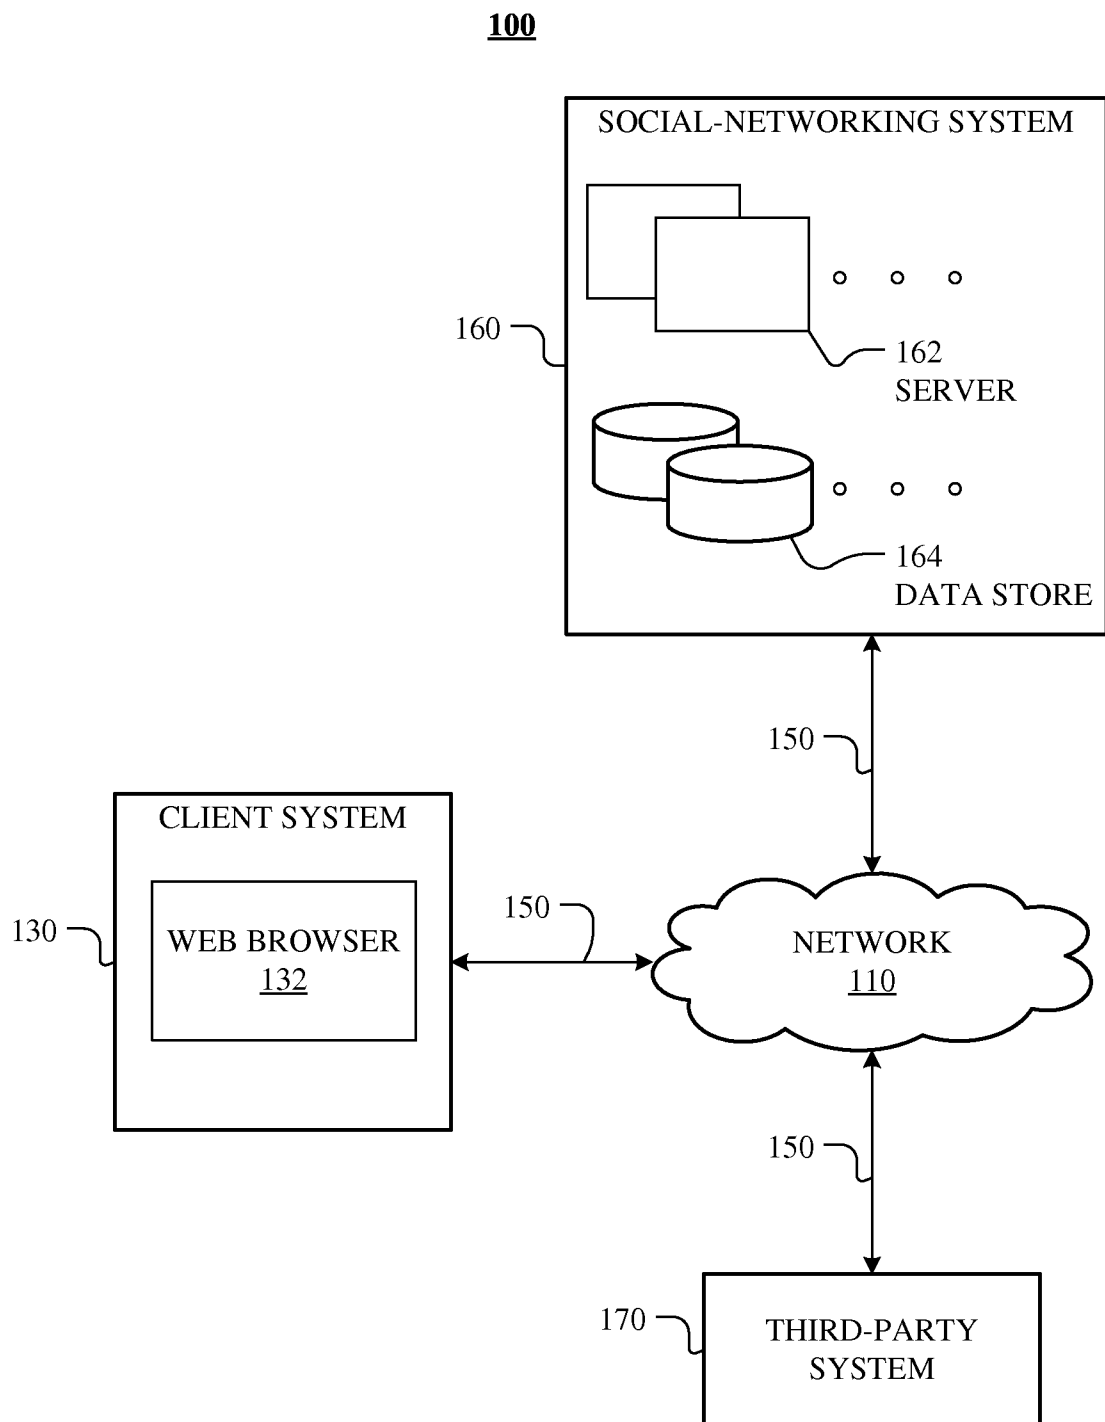 100
SOCIAL-NETWORKING SYSTEM
160
162
SERVER
164
DATA STORE
150
CLIENT SYSTEM
130
WEB BROWSER
132
150
NETWORK
110
150
170
THIRD-PARTY
SYSTEM